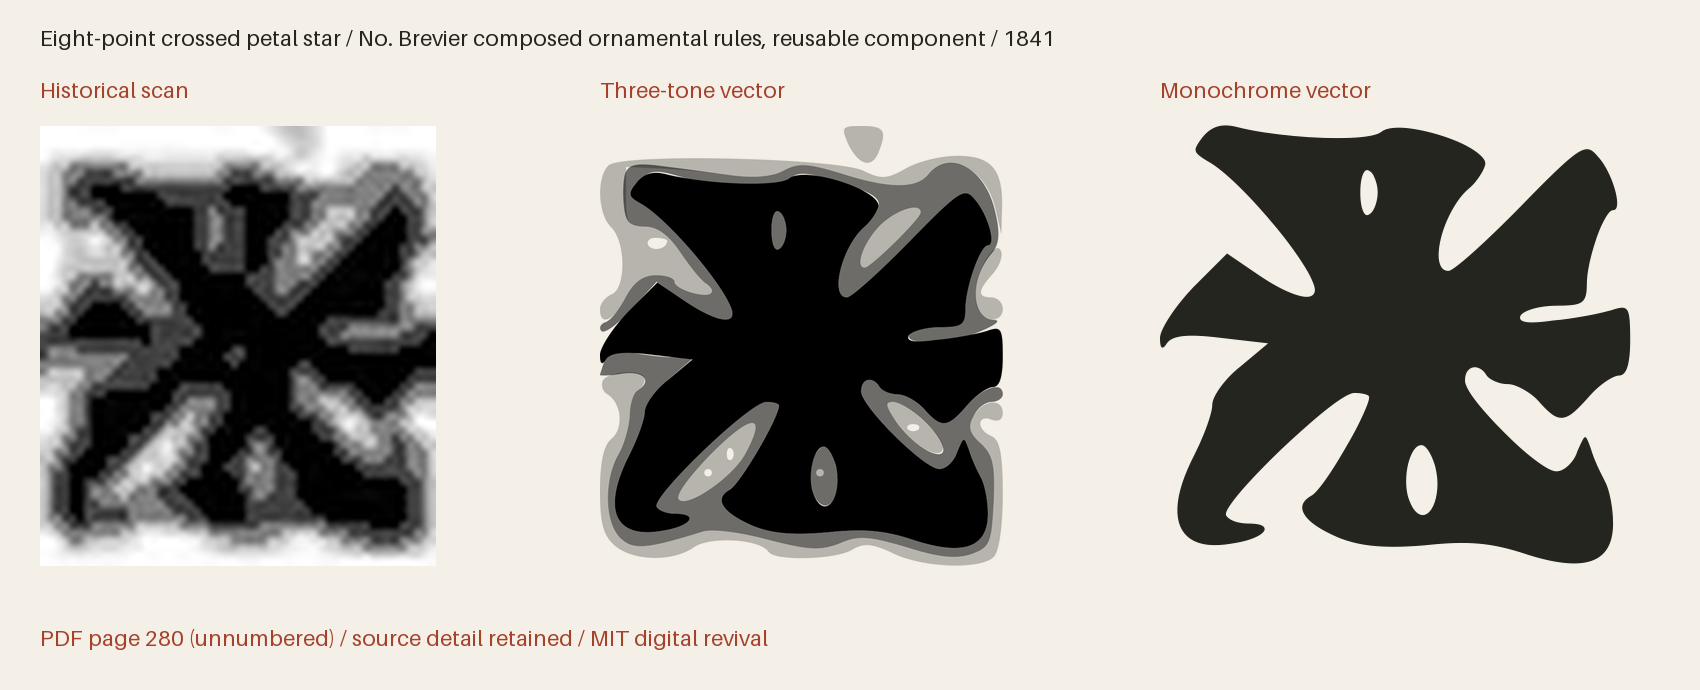 Eight-point crossed petal star / No. Brevier composed ornamental rules, reusable component / 1841
Historical scan
Three-tone vector
Monochrome vector
PDF page 280 (unnumbered) / source detail retained / MIT digital revival